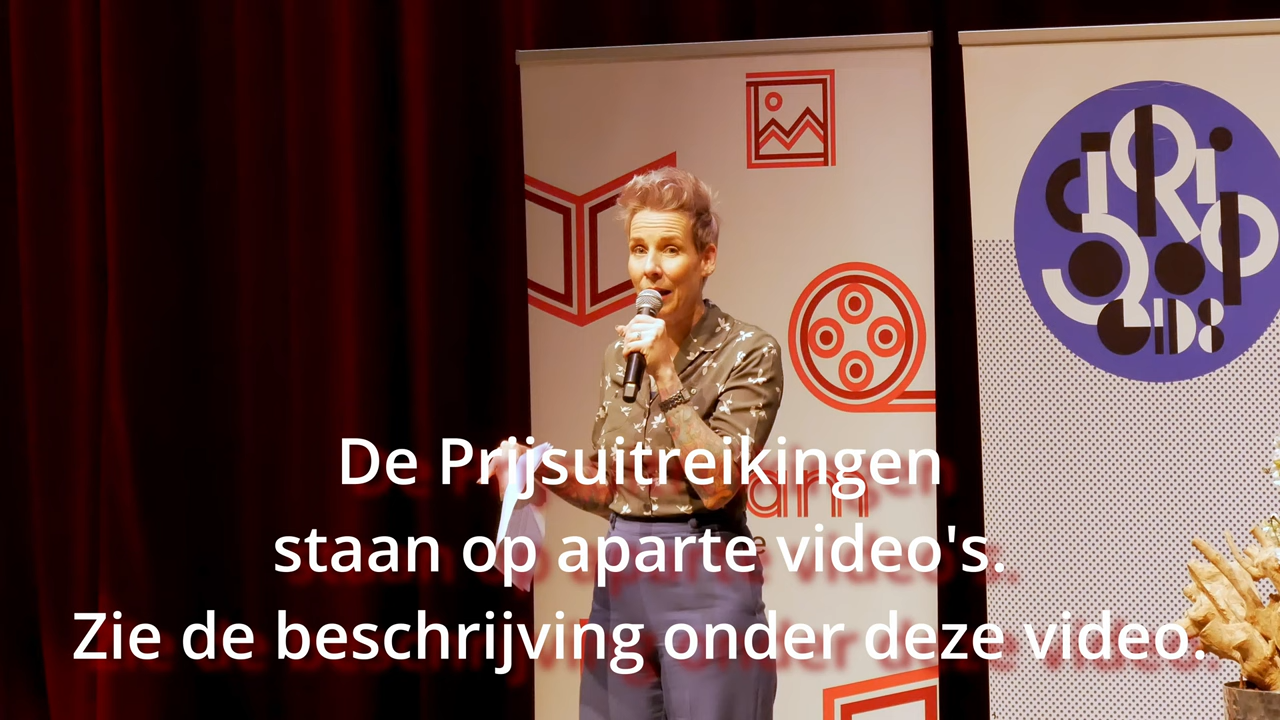 De Prijsuitreikingen
staan op aparte video's.
Zie de beschrijving onder deze video.